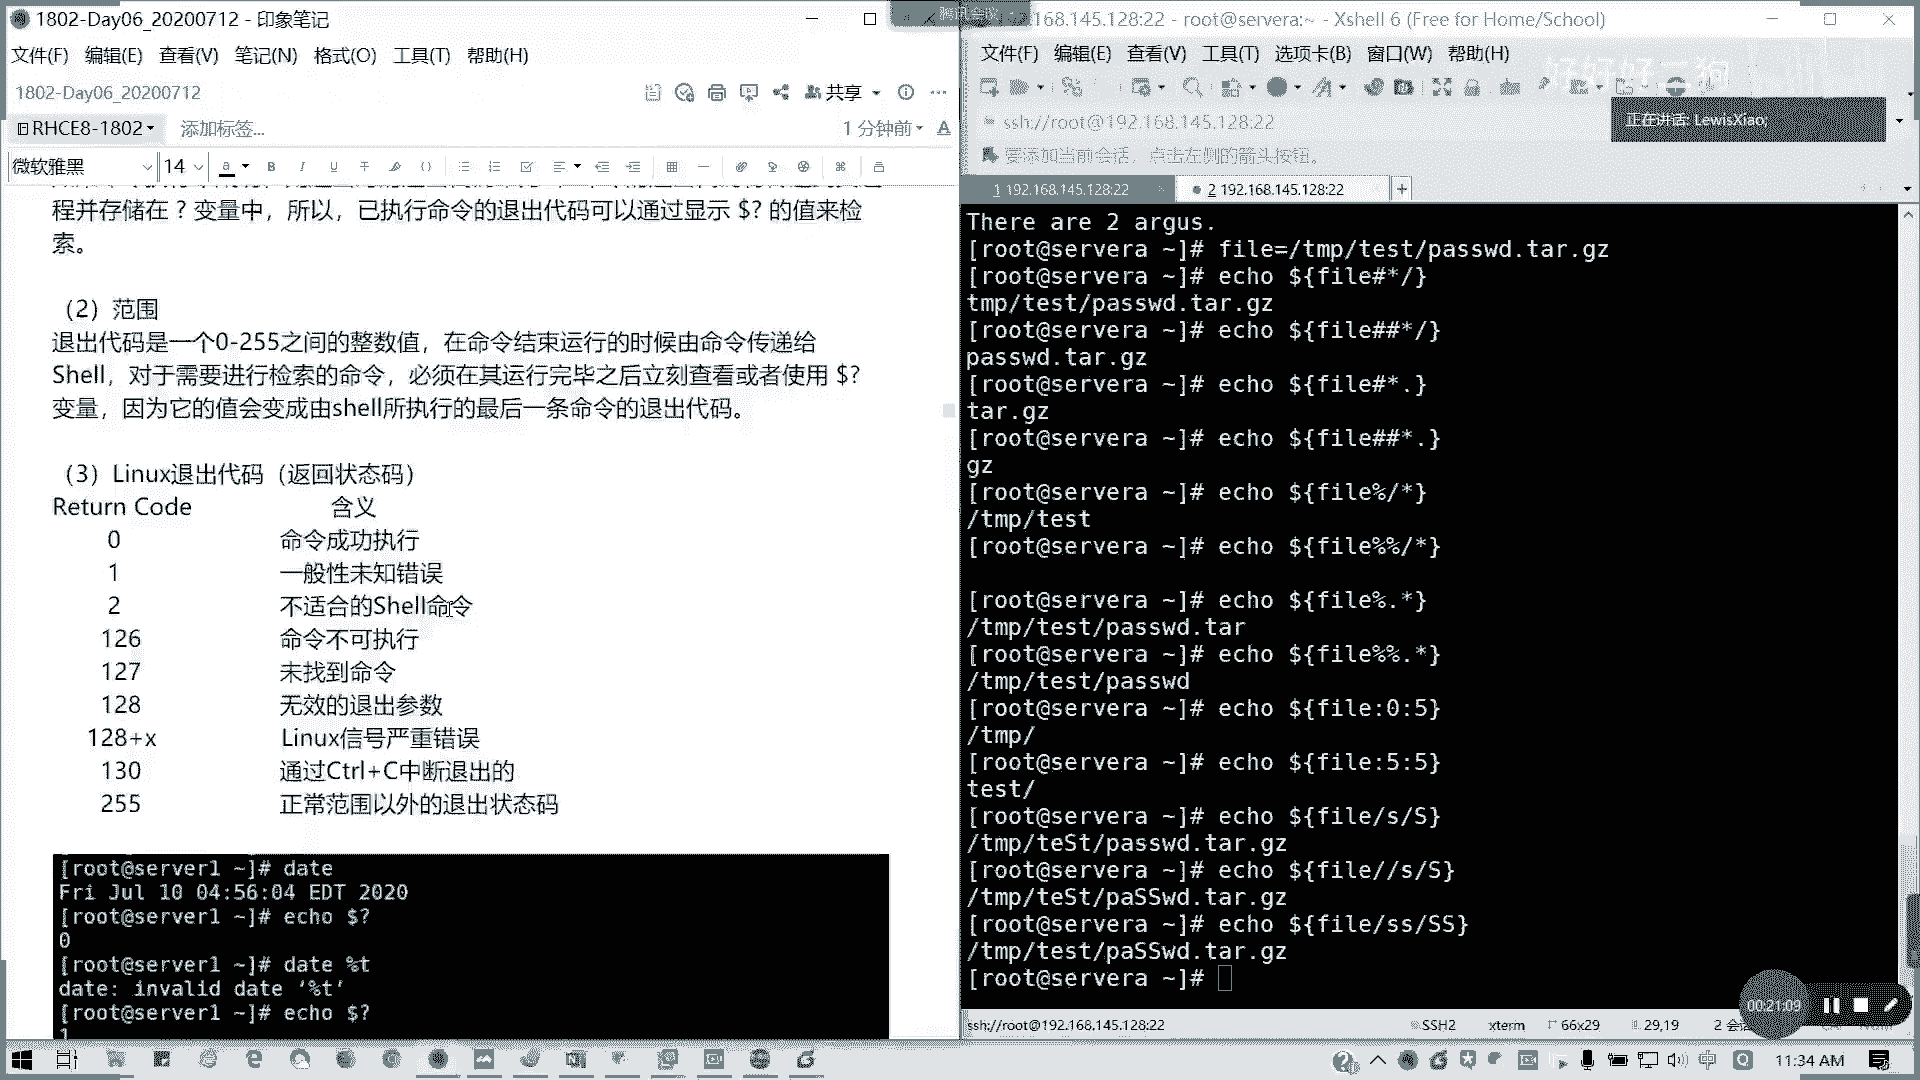 1802-Day06_20200712 - 印象笔记
文件(F) 编辑(E) 查看(V) 笔记(N) 格式(O) 工具(T) 帮助(H)
1802-Day06_20200712
共享
RHCE8-1802 添加标签...
1 分钟前
微软雅黑 14
程并存储在 ? 变量中，所以，已执行命令的退出代码可以通过显示 $? 的值来检
索。
（2）范围
退出代码是一个0-255之间的整数值，在命令结束运行的时候由命令传递给
Shell，对于需要进行检索的命令，必须在其运行完毕之后立刻查看或者使用 $?
变量，因为它的值会变成由shell所执行的最后一条命令的退出代码。
（3）Linux退出代码（返回状态码）
Return Code 含义
0 命令成功执行
1 一般性未知错误
2 不适合的Shell命令
126 命令不可执行
127 未找到命令
128 无效的退出参数
128+x Linux信号严重错误
130 通过Ctrl+C中断退出的
255 正常范围以外的退出状态码
[root@server1 ~]# date
Fri Jul 10 04:56:04 EDT 2020
[root@server1 ~]# echo $?
0
[root@server1 ~]# date %t
date: invalid date ‘%t’
[root@server1 ~]# echo $?
1
腾讯会议
.168.145.128:22 - root@servera:~ - Xshell 6 (Free for Home/School)
文件(F) 编辑(E) 查看(V) 工具(T) 选项卡(B) 窗口(W) 帮助(H)
ssh://root@192.168.145.128:22
正在讲话: LewisXiao;
要添加当前会话，点击左侧的箭头按钮。
1 192.168.145.128:22
2 192.168.145.128:22
There are 2 argus.
[root@servera ~]# file=/tmp/test/passwd.tar.gz
[root@servera ~]# echo ${file#*/}
tmp/test/passwd.tar.gz
[root@servera ~]# echo ${file##*/}
passwd.tar.gz
[root@servera ~]# echo ${file#*.}
tar.gz
[root@servera ~]# echo ${file##*.}
gz
[root@servera ~]# echo ${file%/*}
/tmp/test
[root@servera ~]# echo ${file%%/*}
[root@servera ~]# echo ${file%.*}
/tmp/test/passwd.tar
[root@servera ~]# echo ${file%%.*}
/tmp/test/passwd
[root@servera ~]# echo ${file:0:5}
/tmp/
[root@servera ~]# echo ${file:5:5}
test/
[root@servera ~]# echo ${file/s/S}
/tmp/teSt/passwd.tar.gz
[root@servera ~]# echo ${file//s/S}
/tmp/teSt/paSSwd.tar.gz
[root@servera ~]# echo ${file/ss/SS}
/tmp/test/paSSwd.tar.gz
[root@servera ~]#
00:21:09
ssh://root@192.168.145.128:22 SSH2 xterm 66x29 29,19
11:34 AM